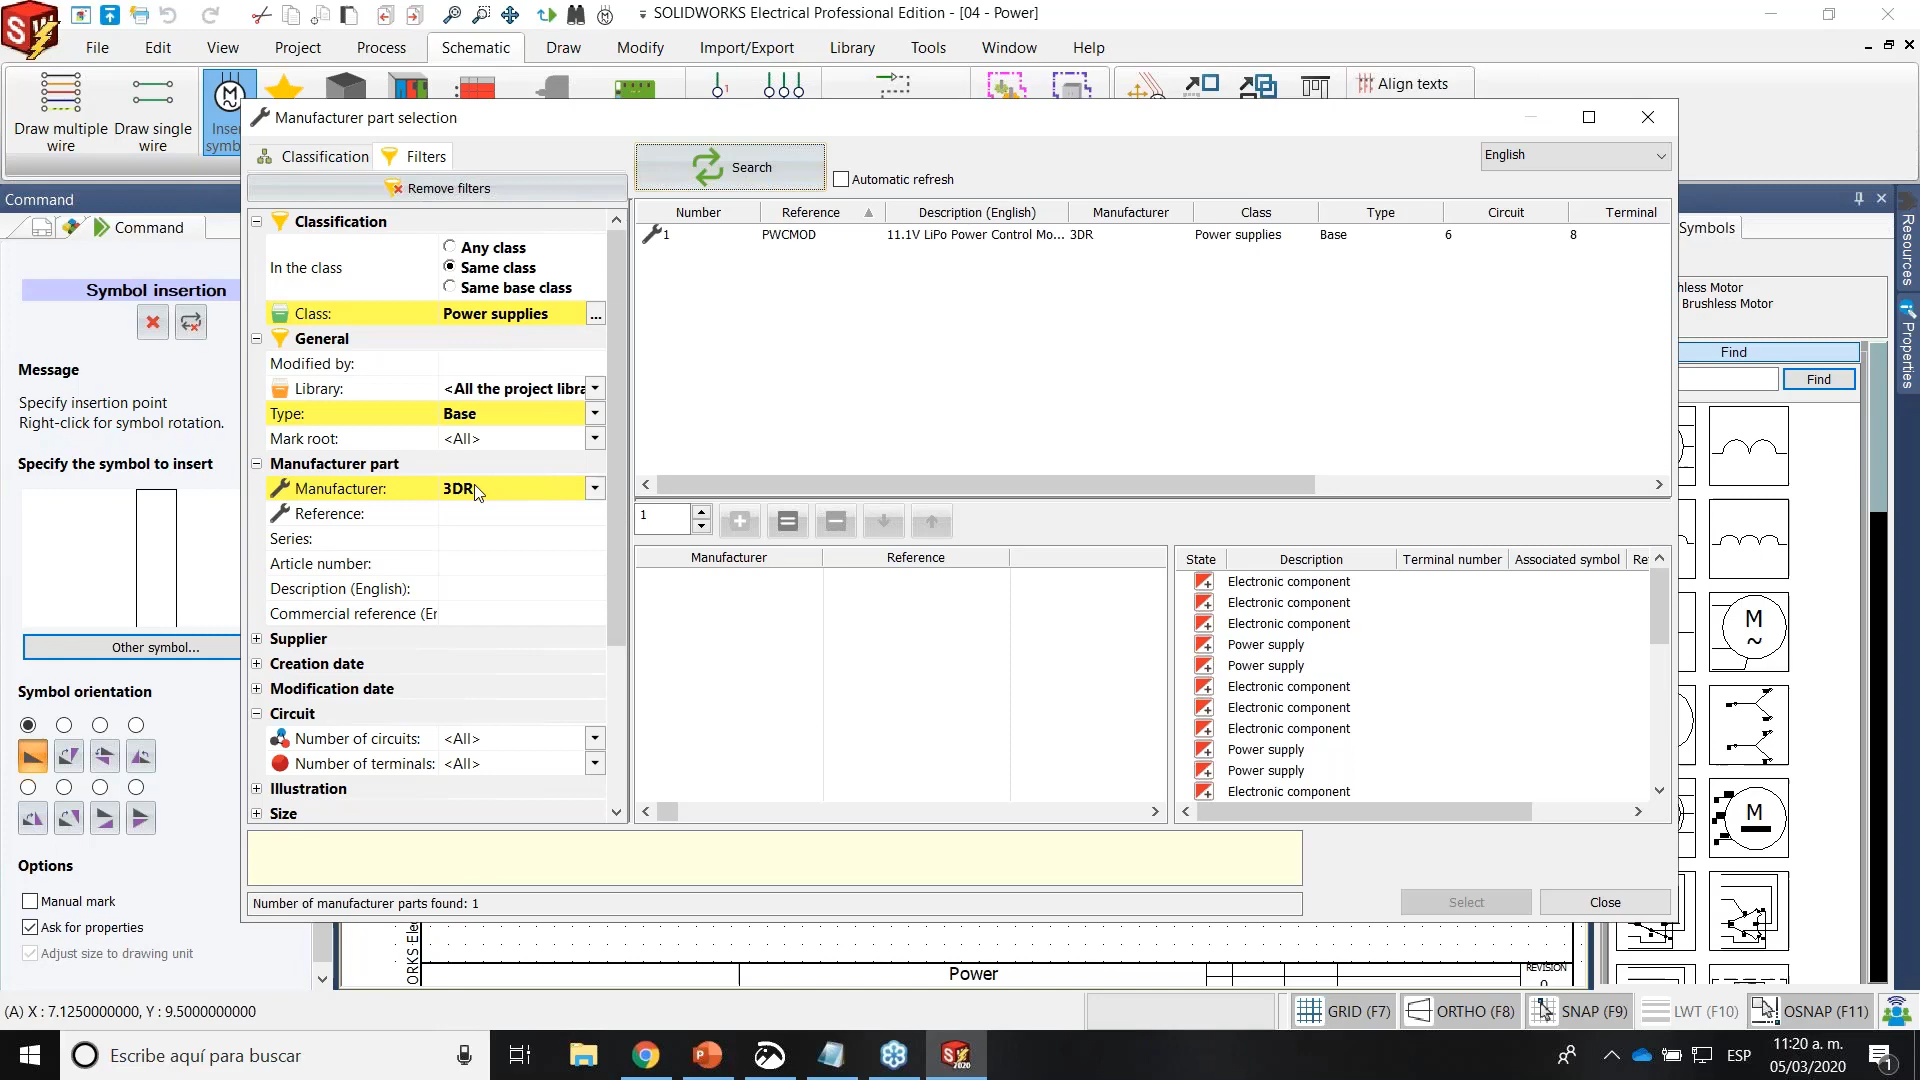 SOLIDWORKS Electrical Professional Edition - [04 - Power]
File Edit View Project Process Schematic Draw Modify Import/Export Library Tools Window Help
Draw multiple wire
Draw single wire
Align texts
Manufacturer part selection
Classification Filters
Remove filters
Search
Automatic refresh
English
Command
Command
Symbol insertion
Message
Specify insertion point
Right-click for symbol rotation.
Specify the symbol to insert
Other symbol...
Symbol orientation
Options
Manual mark
Ask for properties
Adjust size to drawing unit
Classification
In the class
Any class
Same class
Same base class
Class: Power supplies ...
General
Modified by:
Library: <All the project libra
Type: Base
Mark root: <All>
Manufacturer part
Manufacturer: 3DR
Reference:
Series:
Article number:
Description (English):
Commercial reference (Er
Supplier
Creation date
Modification date
Circuit
Number of circuits: <All>
Number of terminals: <All>
Illustration
Size
Number Reference Description (English) Manufacturer Class Type Circuit Terminal
1 PWCMOD 11.1V LiPo Power Control Mo... 3DR Power supplies Base 6 8
1
Manufacturer Reference
State Description Terminal number Associated symbol Re
Electronic component
Electronic component
Electronic component
Power supply
Power supply
Electronic component
Electronic component
Electronic component
Power supply
Power supply
Electronic component
Number of manufacturer parts found: 1
Select Close
Symbols
hless Motor
Brushless Motor
Find
Find
M
~
M
Resources
Properties
Power
REVISION
0
ORKS Elec
(A) X : 7.1250000000, Y : 9.5000000000
GRID (F7) ORTHO (F8) SNAP (F9) LWT (F10) OSNAP (F11)
Escribe aquí para buscar
ESP
11:20 a. m.
05/03/2020
1